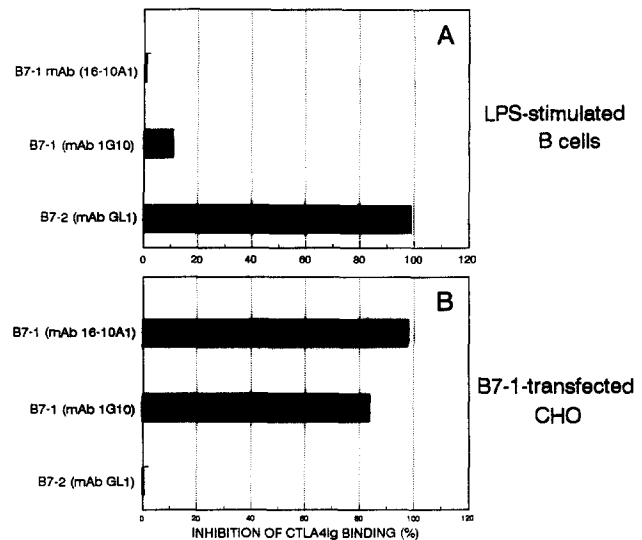 A
B7-1 mAb (16-10A1)
B7-1 (mAb 1G10)
B7-2 (mAb GL1)
LPS-stimulated
B cells
0 20 40 60 80 100 120
B
B7-1 (mAb 16-10A1)
B7-1 (mAb 1G10)
B7-2 (mAb GL1)
B7-1-transfected
CHO
0 20 40 60 80 100 120
INHIBITION OF CTLA4Ig BINDING (%)